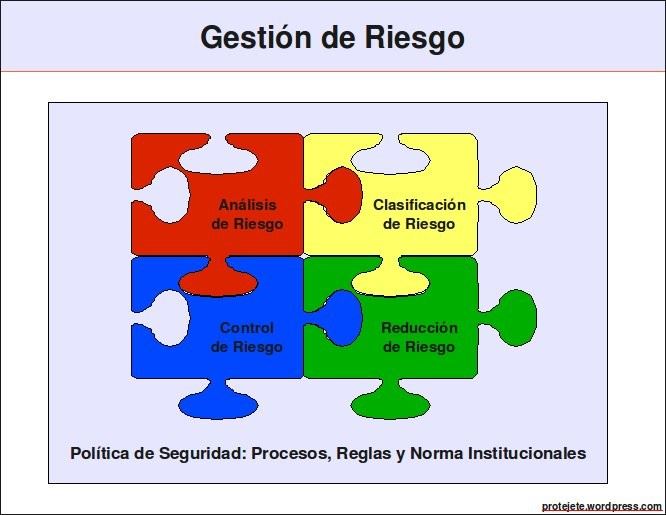 Gestión de Riesgo
Análisis
de Riesgo
Clasificación
de Riesgo
Control
de Riesgo
Reducción
de Riesgo
Política de Seguridad: Procesos, Reglas y Norma Institucionales
protejete.wordpress.com